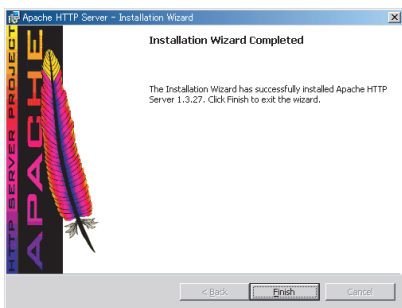 Apache HTTP Server - Installation Wizard
HTTP SERVER PROJECT
APACHE
Installation Wizard Completed
The Installation Wizard has successfully installed Apache HTTP
Server 1.3.27. Click Finish to exit the wizard.
< Back
Finish
Cancel